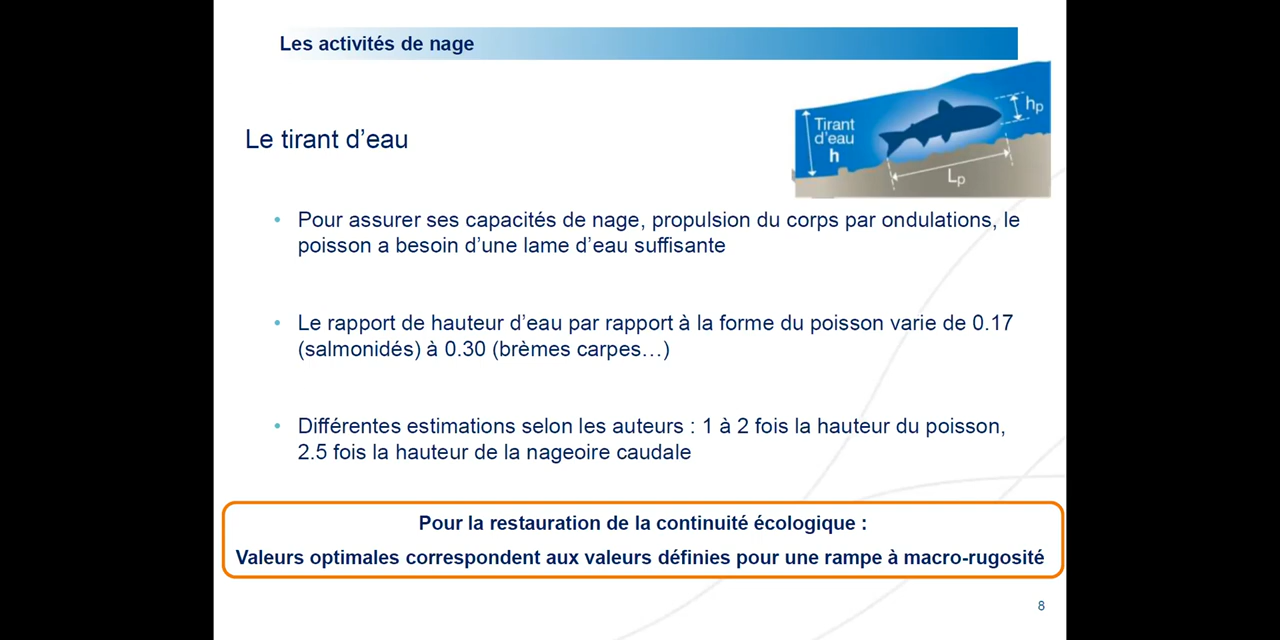 Les activités de nage
Tirant
d'eau
h
hp
Lp
Le tirant d'eau
• Pour assurer ses capacités de nage, propulsion du corps par ondulations, le
poisson a besoin d'une lame d'eau suffisante
• Le rapport de hauteur d'eau par rapport à la forme du poisson varie de 0.17
(salmonidés) à 0.30 (brèmes carpes…)
• Différentes estimations selon les auteurs : 1 à 2 fois la hauteur du poisson,
2.5 fois la hauteur de la nageoire caudale
Pour la restauration de la continuité écologique :
Valeurs optimales correspondent aux valeurs définies pour une rampe à macro-rugosité
8